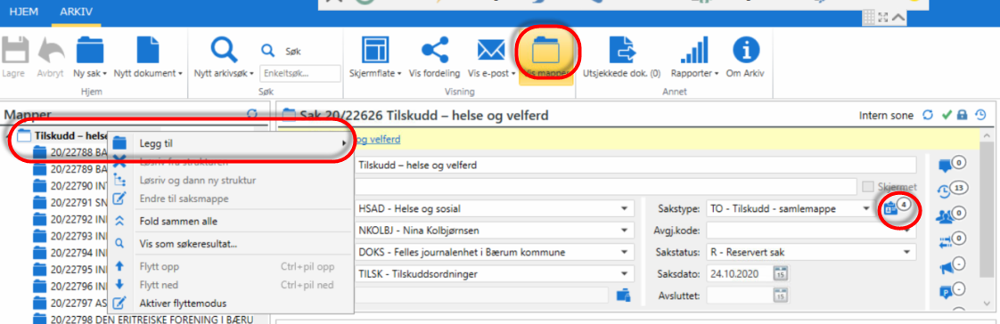 HJEM ARKIV
Lagre Avbryt Ny sak Nytt dokument Nytt arkivsøk Søk Enkeltsøk... Skjermflate Vis fordeling Vis e-post Vis mapper Utsjekkede dok. (0) Rapporter Om Arkiv
Hjem Søk Visning Annet
Mapper
Sak 20/22626 Tilskudd – helse og velferd Intern sone
Tilskudd – helse
og velferd
Legg til
20/22788 BA
20/22789 BA
Løsriv fra strukturen
Tilskudd – helse og velferd
20/22790 INT
Løsriv og dann ny struktur
Skjermet
20/22791 SN
Endre til saksmappe
HSAD - Helse og sosial Sakstype: TO - Tilskudd - samlemappe 4
20/22792 INI
Fold sammen alle
NKOLBJ - Nina Kolbjørnsen Avgj.kode:
20/22793 INI
Vis som søkeresultat...
DOKS - Felles journalenhet i Bærum kommune Sakstatus: R - Reservert sak
20/22794 INI
20/22795 INI
Flytt opp Ctrl+pil opp
TILSK - Tilskuddsordninger Saksdato: 24.10.2020 15
20/22796 INI
Flytt ned Ctrl+pil ned
Avsluttet: 15
20/22797 AS
Aktiver flyttemodus
20/22798 DEN ERITREISKE FORENING I BÆRU
0
13
0
0
-
-